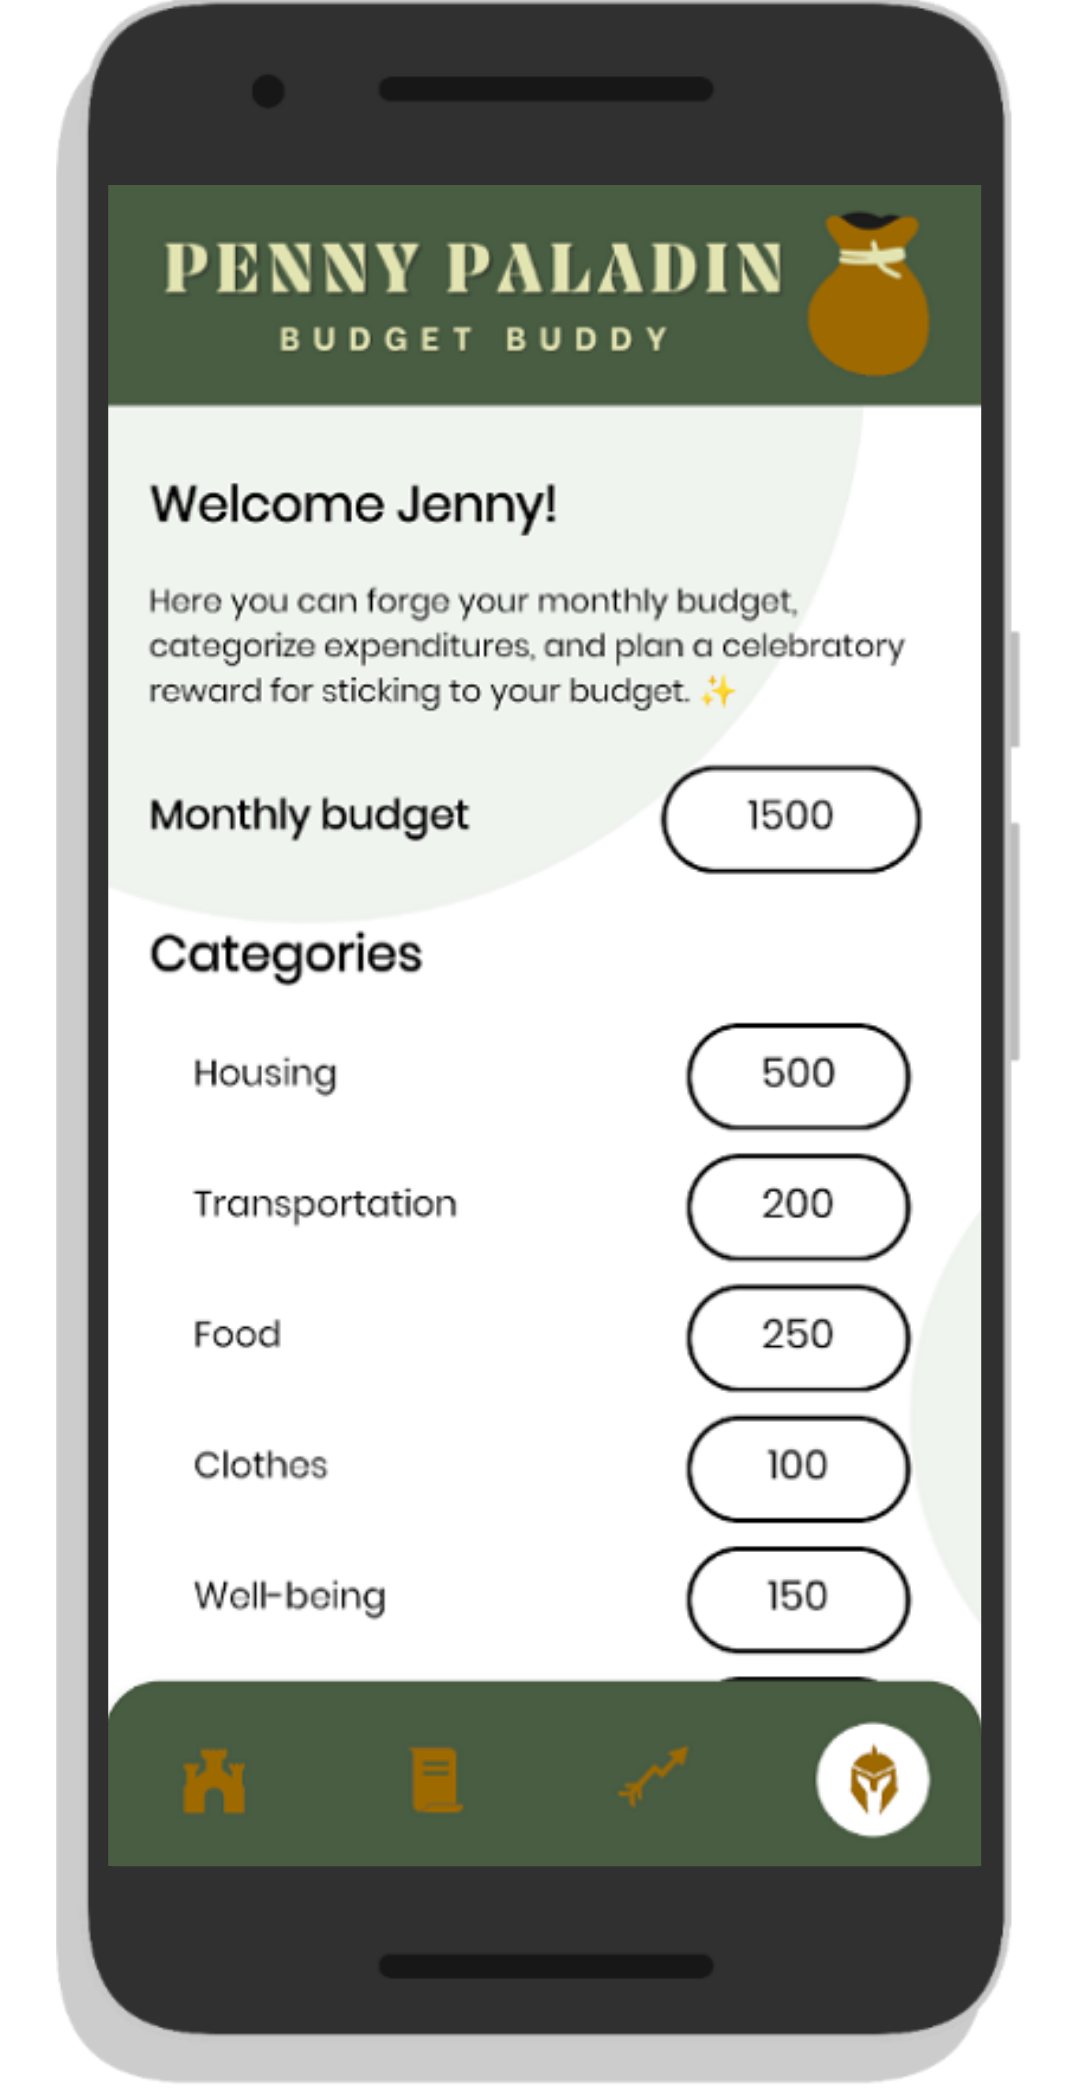 PENNY PALADIN
BUDGET BUDDY
Welcome Jenny!
Here you can forge your monthly budget,
categorize expenditures, and plan a celebratory
reward for sticking to your budget. ✨
Monthly budget 1500
Categories
Housing 500
Transportation 200
Food 250
Clothes 100
Well-being 150